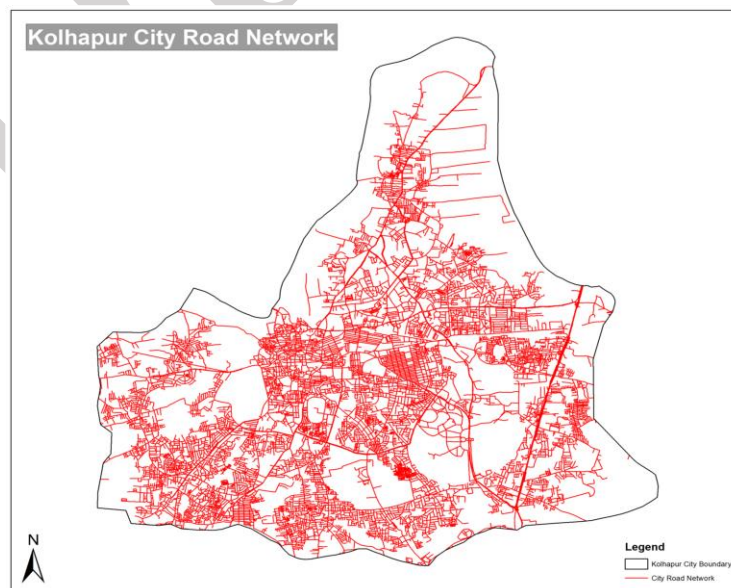 Kolhapur City Road Network
N
Legend
Kolhapur City Boundary
City Road Network